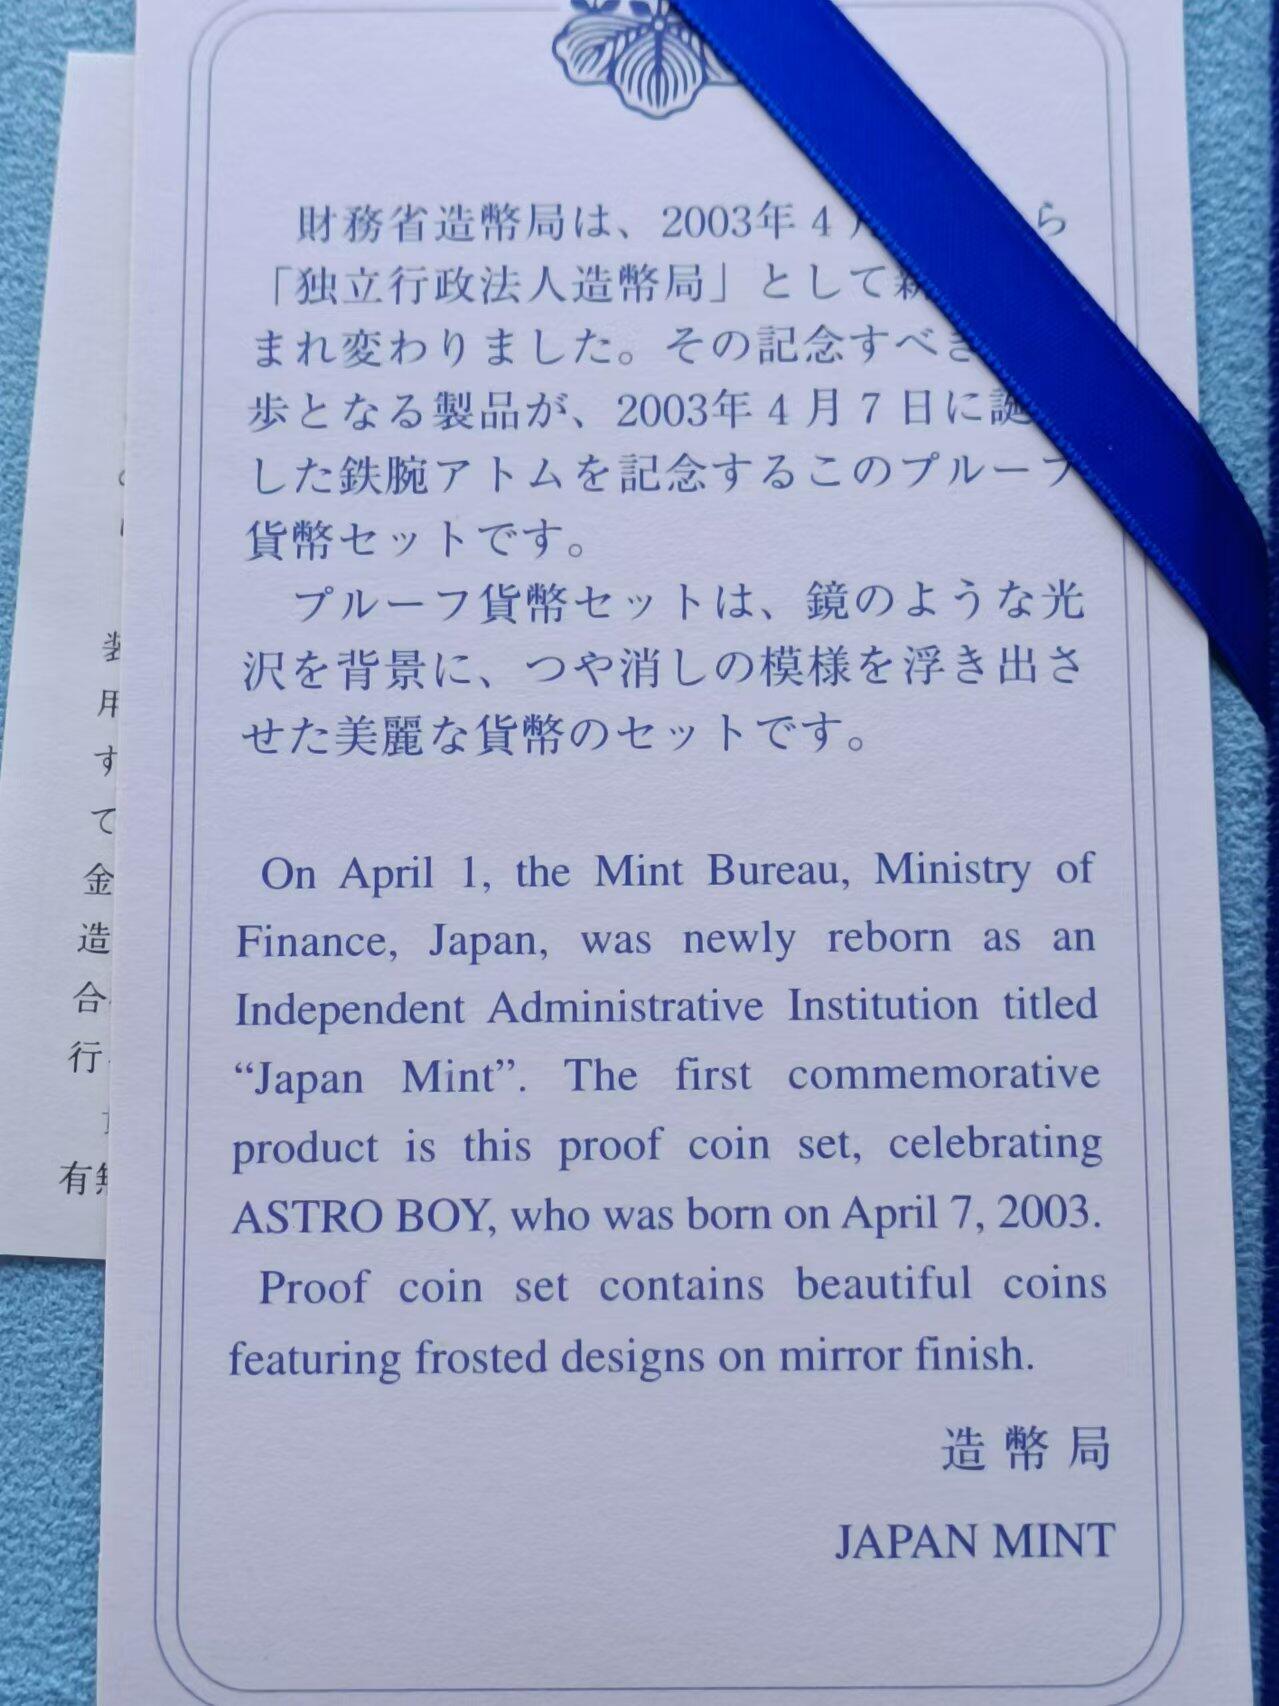 財務省造幣局は、2003年4 ら
「独立行政法人造幣局」として
まれ変わりました。その記念すべき
歩となる製品が、2003年4月7日に誕
した鉄腕アトムを記念するこのプルーフ
貨幣セットです。
プルーフ貨幣セットは、鏡のような光
沢を背景に、つや消しの模様を浮き出さ
せた美麗な貨幣のセットです。
On April 1, the Mint Bureau, Ministry of
Finance, Japan, was newly reborn as an
Independent Administrative Institution titled
“Japan Mint”. The first commemorative
product is this proof coin set, celebrating
ASTRO BOY, who was born on April 7, 2003.
Proof coin set contains beautiful coins
featuring frosted designs on mirror finish.
造幣局
JAPAN MINT
す
て
金
造
合
行
有